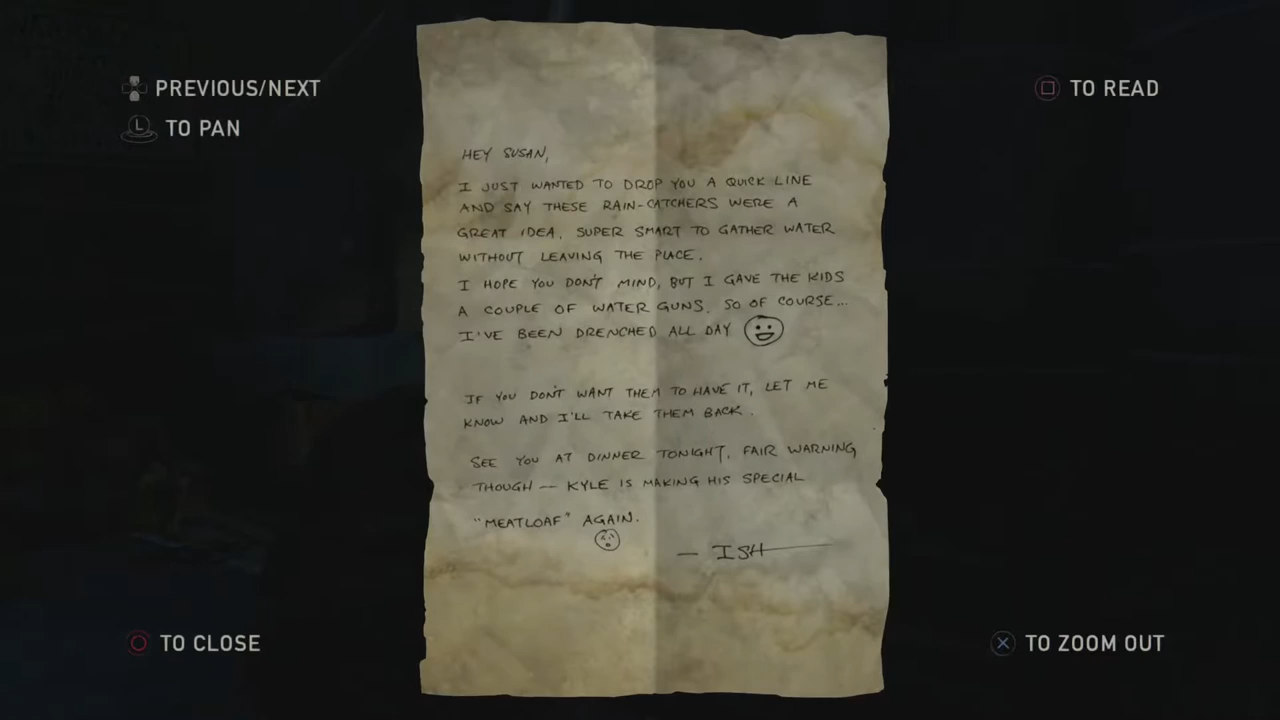 PREVIOUS/NEXT
L TO PAN
TO READ
HEY SUSAN,
I JUST WANTED TO DROP YOU A QUICK LINE
AND SAY THESE RAIN-CATCHERS WERE A
GREAT IDEA. SUPER SMART TO GATHER WATER
WITHOUT LEAVING THE PLACE.
I HOPE YOU DON'T MIND, BUT I GAVE THE KIDS
A COUPLE OF WATER GUNS. SO OF COURSE...
I'VE BEEN DRENCHED ALL DAY
IF YOU DON'T WANT THEM TO HAVE IT, LET ME
KNOW AND I'LL TAKE THEM BACK.
SEE YOU AT DINNER TONIGHT. FAIR WARNING
THOUGH — KYLE IS MAKING HIS SPECIAL
"MEATLOAF" AGAIN.
— ISH
TO CLOSE
TO ZOOM OUT